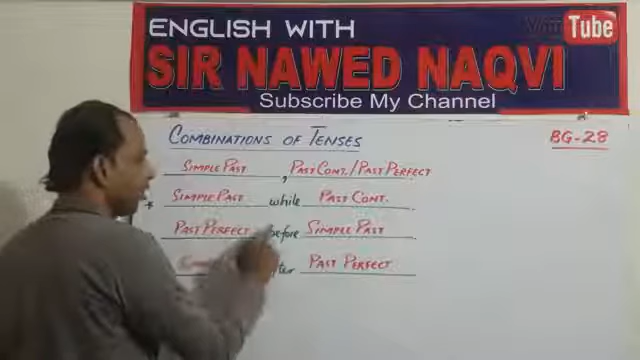 ENGLISH WITH
You Tube
SIR NAWED NAQVI
Subscribe My Channel
COMBINATIONS OF TENSES
BG-28
SIMPLE PAST , PAST CONT./PAST PERFECT
* SIMPLE PAST while PAST CONT.
PAST PERFECT before SIMPLE PAST
PAST PERFECT